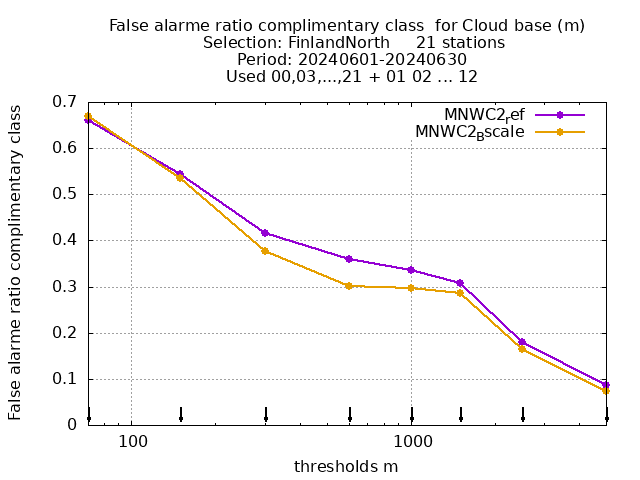 False alarme ratio complimentary class  for Cloud base (m)
Selection: FinlandNorth     21 stations
Period: 20240601-20240630
Used 00,03,...,21 + 01 02 ... 12
False alarme ratio complimentary class
0.7
0.6
0.5
0.4
0.3
0.2
0.1
0
MNWC2ref
MNWC2Bscale
100
1000
thresholds m